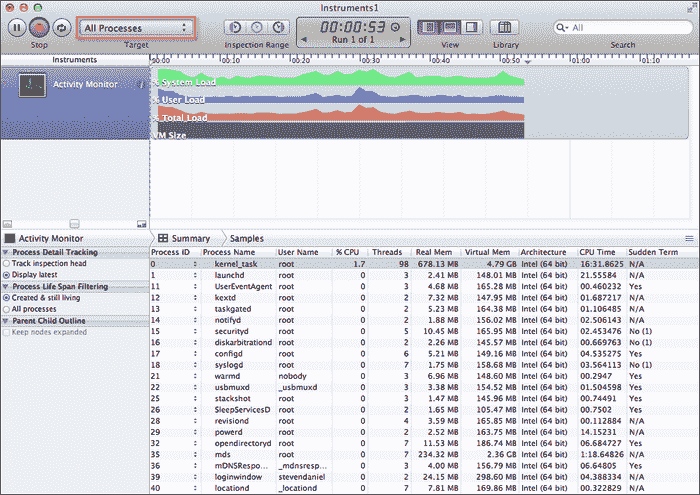 Instruments1
All Processes
00:00:53
Run 1 of 1
All
Stop
Target
Inspection Range
View
Library
Search
Instruments
00:00
00:10
00:20
00:30
00:40
00:50
01:00
01:10
Activity Monitor
% System Load
% User Load
% Total Load
VM Size
Activity Monitor
Summary
Samples
Process Detail Tracking
Track inspection head
Display latest
Process Life Span Filtering
Created & still living
All processes
Parent Child Outline
Keep nodes expanded
Process ID Process Name User Name % CPU Threads Real Mem Virtual Mem Architecture CPU Time Sudden Term
0 kernel_task root 1.7 98 678.13 MB 4.79 GB Intel (64 bit) 16:31.8625 N/A
1 launchd root 0 3 2.41 MB 148.01 MB Intel (64 bit) 21.55584 N/A
11 UserEventAgent root 0 3 4.68 MB 165.28 MB Intel (64 bit) 00.460232 Yes
12 kextd root 0 2 7.32 MB 147.95 MB Intel (64 bit) 01.687217 N/A
13 taskgated root 0 2 5.23 MB 164.38 MB Intel (64 bit) 01.106485 N/A
14 notifyd root 0 2 1.88 MB 156.02 MB Intel (64 bit) 02.506143 N/A
15 securityd root 0 5 10.45 MB 165.95 MB Intel (64 bit) 02.453476 No (1)
16 diskarbitrationd root 0 2 2.26 MB 145.57 MB Intel (64 bit) 00.669763 No (1)
17 configd root 0 6 5.21 MB 149.16 MB Intel (64 bit) 04.535275 Yes
18 syslogd root 0 7 1.75 MB 158.68 MB Intel (64 bit) 03.564113 No (1)
21 warmd nobody 0 3 6.96 MB 148.60 MB Intel (64 bit) 00.2947 Yes
22 usbmuxd _usbmuxd 0 3 3.38 MB 154.52 MB Intel (64 bit) 01.504598 Yes
25 stackshot root 0 3 1.47 MB 145.96 MB Intel (64 bit) 00.74491 Yes
26 SleepServicesD root 0 2 1.65 MB 105.47 MB Intel (64 bit) 00.7502 Yes
28 revisiond root 0 4 3.59 MB 165.85 MB Intel (64 bit) 00.112884 N/A
29 powerd root 0 2 2.52 MB 163.75 MB Intel (64 bit) 14.15231 N/A
32 opendirectoryd root 0 7 11.53 MB 186.74 MB Intel (64 bit) 06.684727 Yes
35 mds root 0 7 234.32 MB 2.36 GB Intel (64 bit) 1:18.64826 N/A
36 mDNSRespo... _mdnsresp... 0 3 4.00 MB 156.79 MB Intel (64 bit) 06.64805 Yes
39 loginwindow stevendaniel 0 2 24.15 MB 298.60 MB Intel (64 bit) 04.388334 N/A
40 locationd _locationd 0 7 7.81 MB 169.86 MB Intel (64 bit) 00.322829 N/A